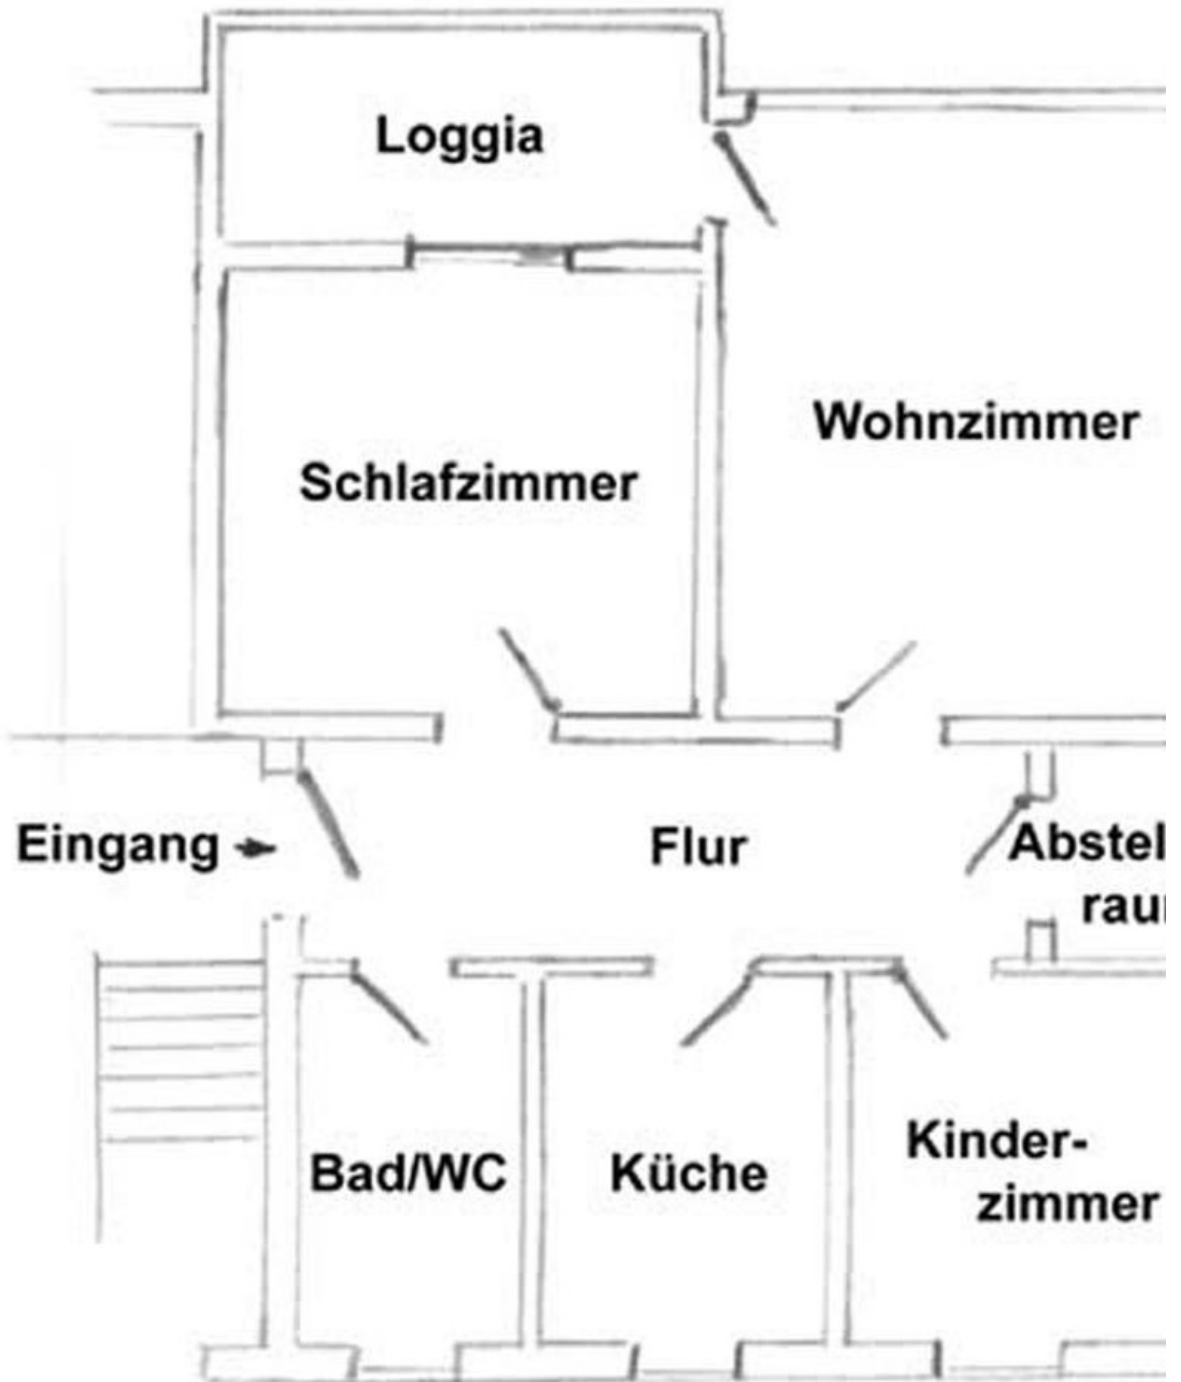 Loggia
Wohnzimmer
Schlafzimmer
Eingang
Flur
Abstel
rau
Bad/WC
Küche
Kinder-
zimmer